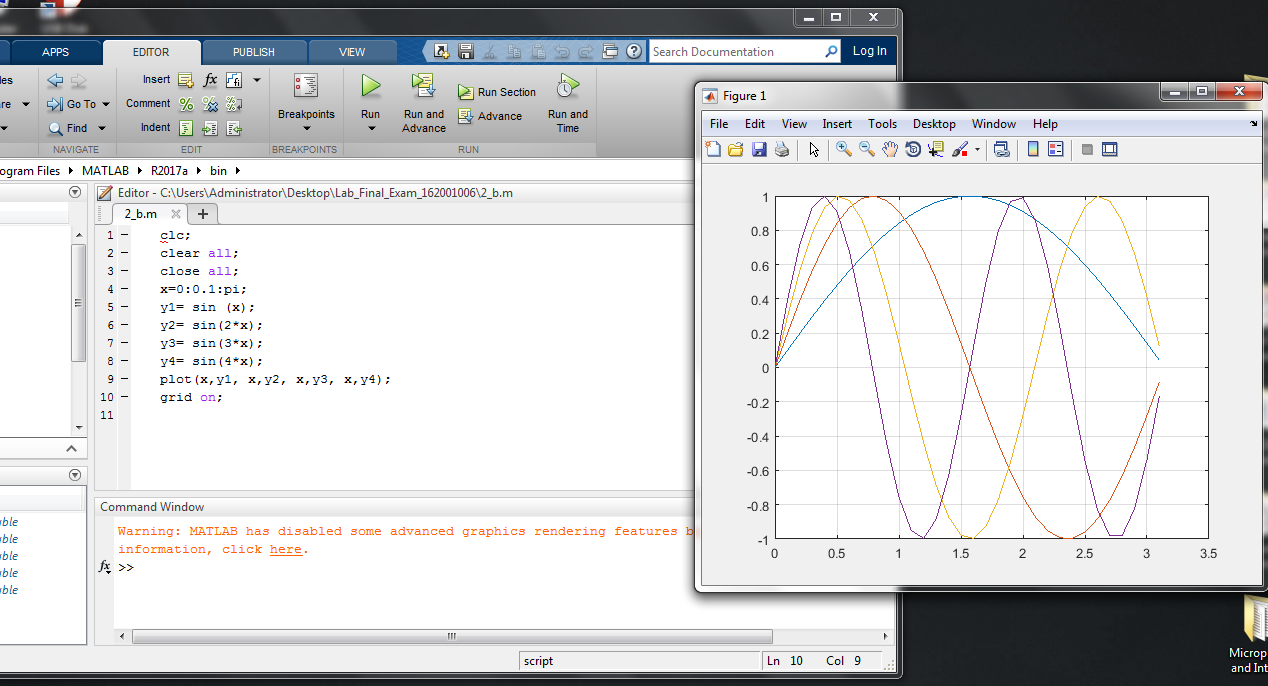 APPS EDITOR PUBLISH VIEW Search Documentation Log In
Insert fx
Go To Comment % Breakpoints Run Run and Advance Run Section Advance Run and Time
Find Indent
NAVIGATE EDIT BREAKPOINTS RUN
ogram Files MATLAB R2017a bin
Editor - C:\Users\Administrator\Desktop\Lab_Final_Exam_162001006\2_b.m
2_b.m +
1 – clc;
2 – clear all;
3 – close all;
4 – x=0:0.1:pi;
5 – y1= sin (x);
6 – y2= sin(2*x);
7 – y3= sin(3*x);
8 – y4= sin(4*x);
9 – plot(x,y1, x,y2, x,y3, x,y4);
10 – grid on;
11
Command Window
Warning: MATLAB has disabled some advanced graphics rendering features b
information, click here.
fx >>
able
able
able
able
able
script Ln 10 Col 9
Figure 1
File Edit View Insert Tools Desktop Window Help
1
0.8
0.6
0.4
0.2
0
-0.2
-0.4
-0.6
-0.8
-1
0 0.5 1 1.5 2 2.5 3 3.5
Microp
and Int